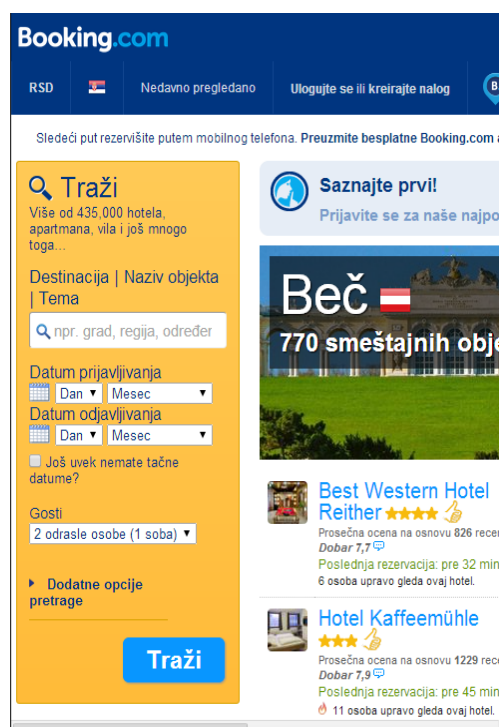 Booking.com
RSD
Nedavno pregledano
Ulogujte se ili kreirajte nalog
B
Sledeći put rezervišite putem mobilnog telefona. Preuzmite besplatne Booking.com
Traži
Više od 435,000 hotela,
apartmana, vila i još mnogo
toga...
Destinacija | Naziv objekta
| Tema
npr. grad, regija, određer
Datum prijavljivanja
Dan
Mesec
Datum odjavljivanja
Dan
Mesec
Još uvek nemate tačne
datume?
Gosti
2 odrasle osobe (1 soba)
Dodatne opcije
pretrage
Traži
Saznajte prvi!
Prijavite se za naše najpo
Beč
770 smeštajnih obje
Best Western Hotel
Reither
Prosečna ocena na osnovu 826 recen
Dobar 7,7
Poslednja rezervacija: pre 32 min
6 osoba upravo gleda ovaj hotel.
Hotel Kaffeemühle
Prosečna ocena na osnovu 1229 rece
Dobar 7,9
Poslednja rezervacija: pre 45 min
11 osoba upravo gleda ovaj hotel.